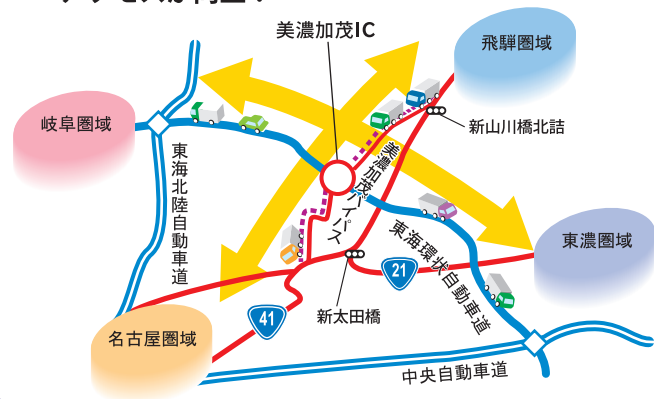 美濃加茂IC
飛騨圏域
岐阜圏域
新山川橋北詰
美濃加茂バイパス
東海北陸自動車道
東濃圏域
東海環状自動車道
21
新太田橋
41
名古屋圏域
中央自動車道